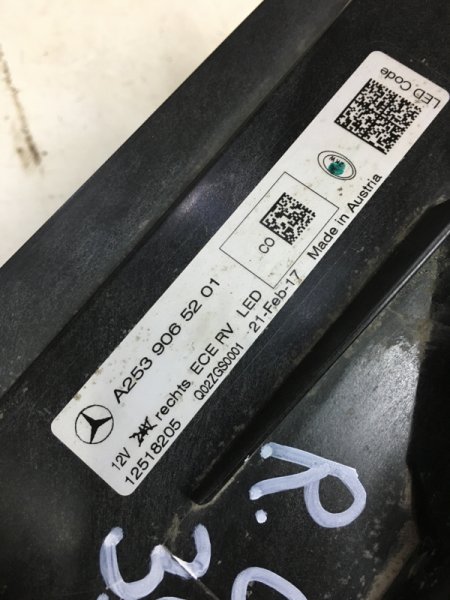 LED Code
CO
A253 906 52 01
12V rechts ECE RV LED
12518205 Q02ZGS0001 21-Feb-17 Made in Austria
R.
3.